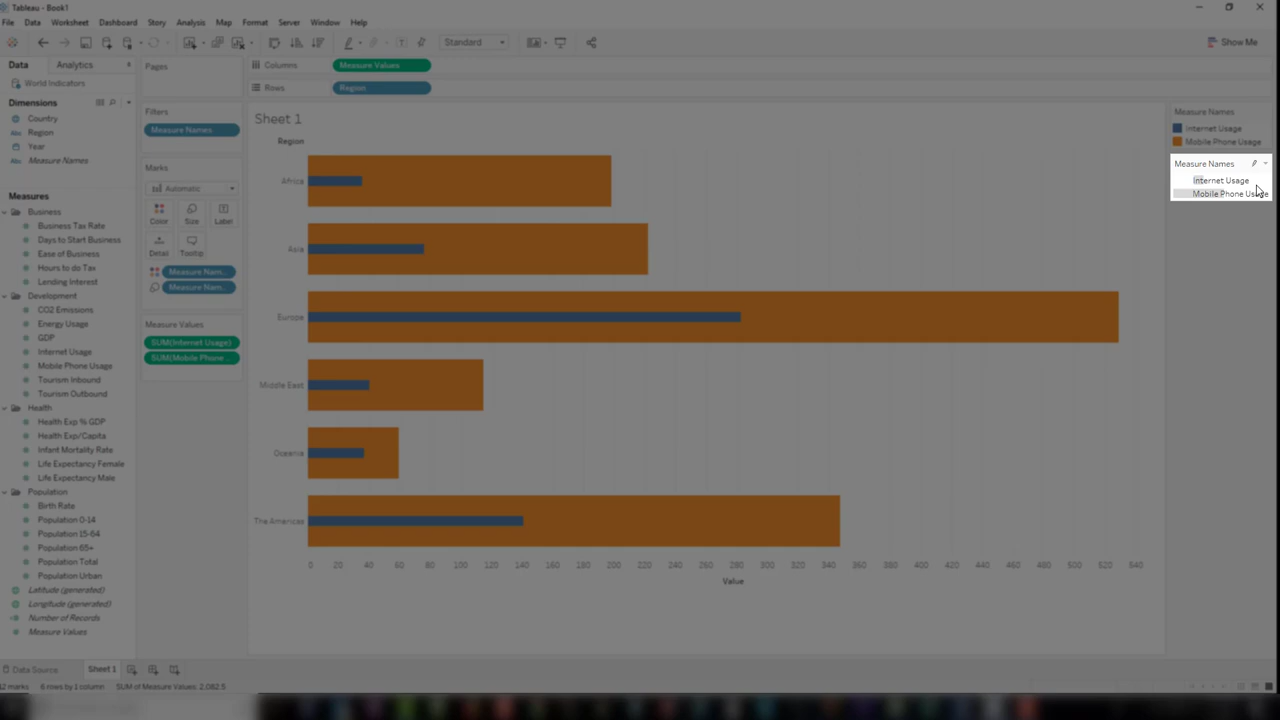 Tableau - Book1
File Data Worksheet Dashboard Story Analysis Map Format Server Window Help
Standard
Show Me
Data Analytics
World Indicators
Dimensions
Country
Region
Year
Measure Names
Measures
Business
Business Tax Rate
Days to Start Business
Ease of Business
Hours to do Tax
Lending Interest
Development
CO2 Emissions
Energy Usage
GDP
Internet Usage
Mobile Phone Usage
Tourism Inbound
Tourism Outbound
Health
Health Exp % GDP
Health Exp/Capita
Infant Mortality Rate
Life Expectancy Female
Life Expectancy Male
Population
Birth Rate
Population 0-14
Population 15-64
Population 65+
Population Total
Population Urban
Latitude (generated)
Longitude (generated)
Number of Records
Measure Values
Pages
Filters
Measure Names
Marks
Automatic
Color Size Label
Detail Tooltip
Measure Nam..
Measure Nam..
Measure Values
SUM(Internet Usage)
SUM(Mobile Phone ..
Columns Measure Values
Rows Region
Sheet 1
Region
Africa
Asia
Europe
Middle East
Oceania
The Americas
0 20 40 60 80 100 120 140 160 180 200 220 240 260 280 300 320 340 360 380 400 420 440 460 480 500 520 540
Value
Measure Names
Internet Usage
Mobile Phone Usage
Measure Names
Internet Usage
Mobile Phone Usage
Data Source Sheet 1
12 marks 6 rows by 1 column SUM of Measure Values: 2,082.5